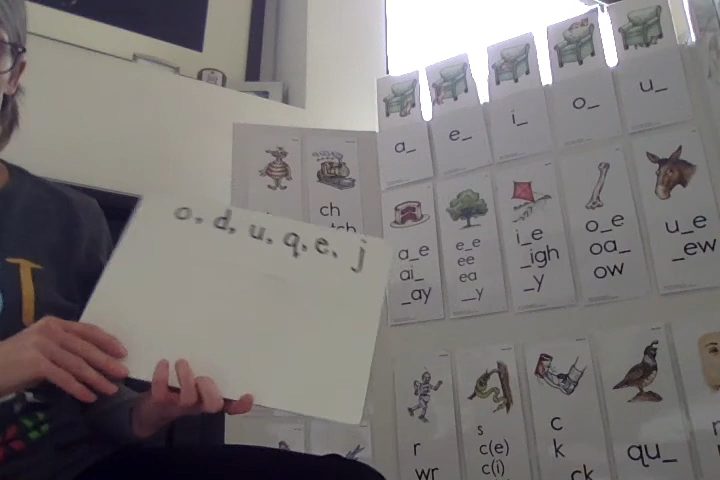 o. d. u. q. e. j
a_
e_
i_
o_
u_
ch
a_e
ai_
_ay
e_e
ee
ea
_y
i_e
_igh
_y
o_e
oa_
ow
u_e
_ew
r
wr
s
c(e)
c(i)
c
k
ck
qu_